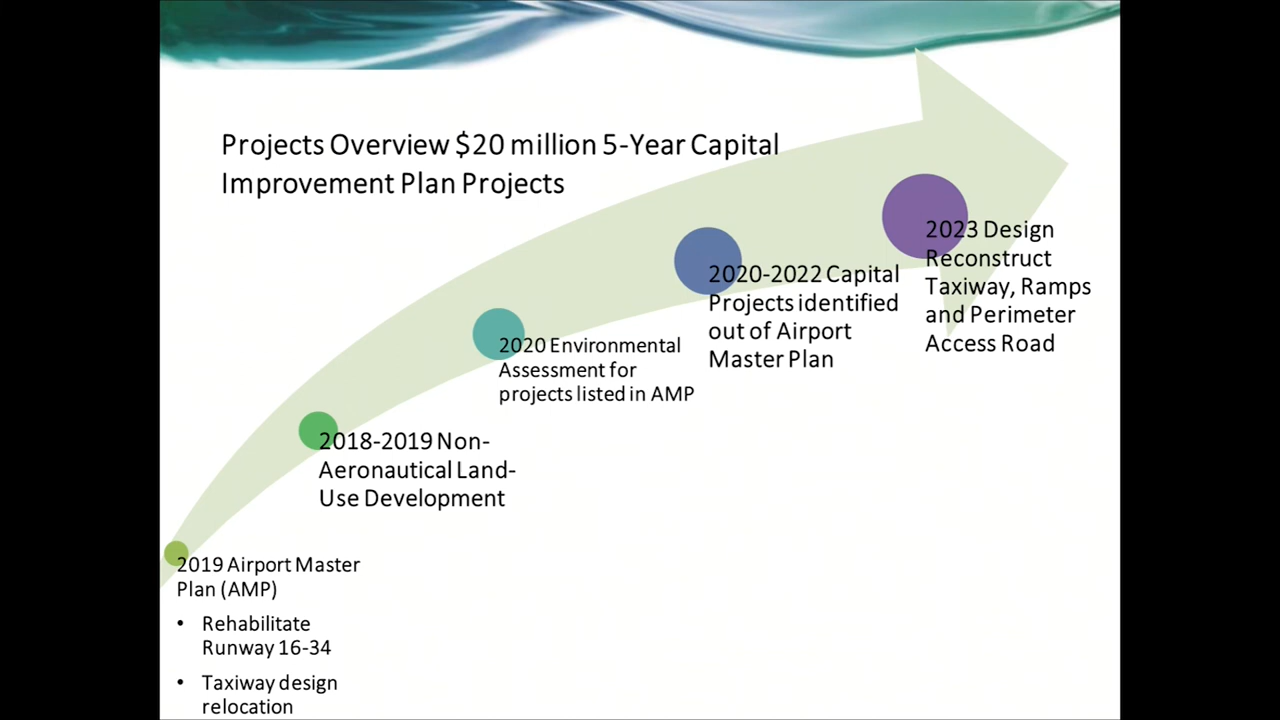 Projects Overview $20 million 5-Year Capital
Improvement Plan Projects
2019 Airport Master
Plan (AMP)
• Rehabilitate
Runway 16-34
• Taxiway design
relocation
2018-2019 Non-
Aeronautical Land-
Use Development
2020 Environmental
Assessment for
projects listed in AMP
2020-2022 Capital
Projects identified
out of Airport
Master Plan
2023 Design
Reconstruct
Taxiway, Ramps
and Perimeter
Access Road